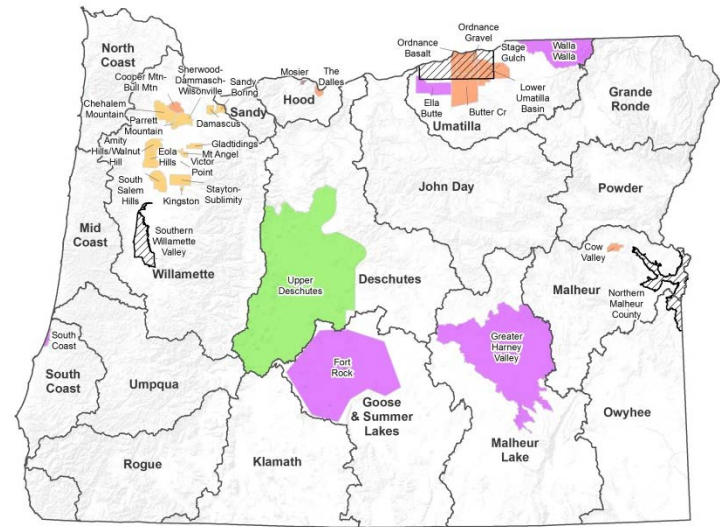 North
Coast
Cooper Mtn-
Bull Mtn
Sherwood-
Dammasch-
Wilsonville
Sandy
Boring
Mosier
The
Dalles
Ordnance
Basalt
Ordnance
Gravel
Stage
Gulch
Walla
Walla
Hood
Sandy
Chehalem
Mountain
Parrett
Mountain
Damascus
Ella
Butte
Butter Cr
Lower
Umatilla
Basin
Umatilla
Grande
Ronde
Amity
Hills/Walnut
Hill
Eola
Hills
Gladtidings
Mt Angel
Victor
Point
South
Salem
Hills
Kingston
Stayton-
Sublimity
John Day
Powder
Mid
Coast
Southern
Willamette
Valley
Willamette
Upper
Deschutes
Deschutes
Cow
Valley
Malheur
Northern
Malheur
County
South
Coast
South
Coast
Umpqua
Fort
Rock
Goose
& Summer
Lakes
Greater
Harney
Valley
Malheur
Lake
Owyhee
Rogue
Klamath